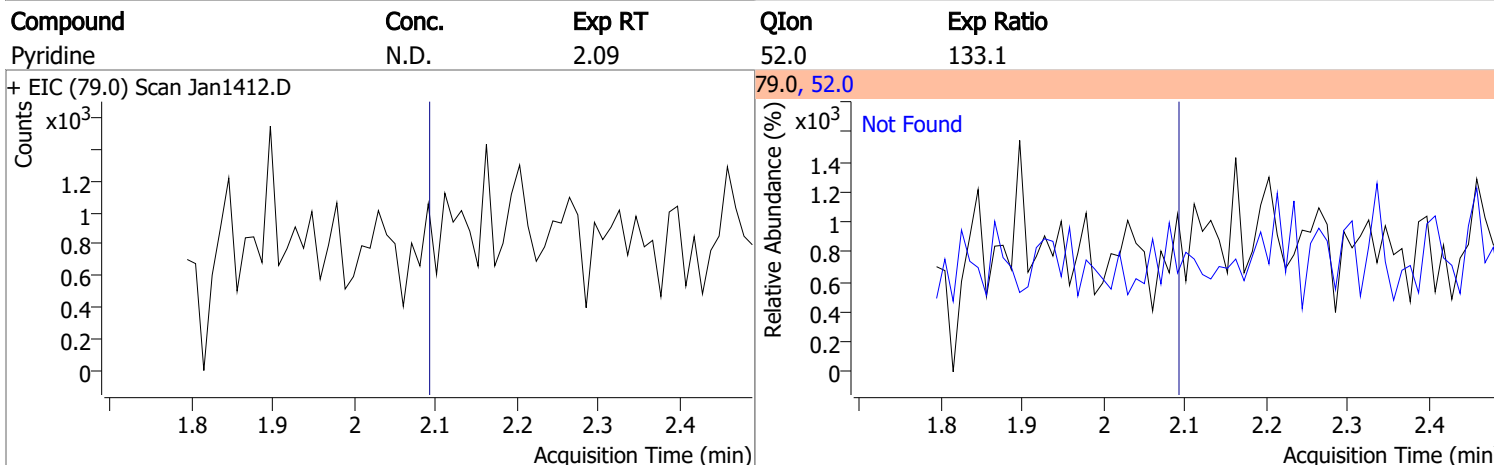 Compound Conc. Exp RT QIon Exp Ratio
Pyridine N.D. 2.09 52.0 133.1
+ EIC (79.0) Scan Jan1412.D
Counts
x10³
1.2
1
0.8
0.6
0.4
0.2
0
1.8 1.9 2 2.1 2.2 2.3 2.4
Acquisition Time (min)
79.0, 52.0
Relative Abundance (%)
x10³
Not Found
1.4
1.2
1
0.8
0.6
0.4
0.2
0
1.8 1.9 2 2.1 2.2 2.3 2.4
Acquisition Time (min